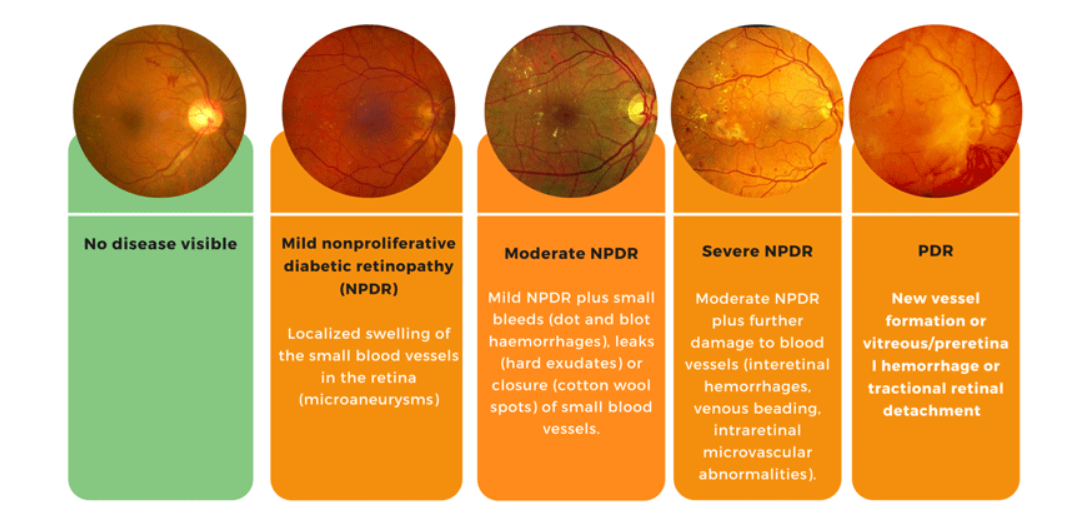 No disease visible
Mild nonproliferative
diabetic retinopathy
(NPDR)
Localized swelling of
the small blood vessels
in the retina
(microaneurysms)
Moderate NPDR
Mild NPDR plus small
bleeds (dot and blot
haemorrhages), leaks
(hard exudates) or
closure (cotton wool
spots) of small blood
vessels.
Severe NPDR
Moderate NPDR
plus further
damage to blood
vessels (interetinal
hemorrhages,
venous beading,
intraretinal
microvascular
abnormalities).
PDR
New vessel
formation or
vitreous/preretina
l hemorrhage or
tractional retinal
detachment